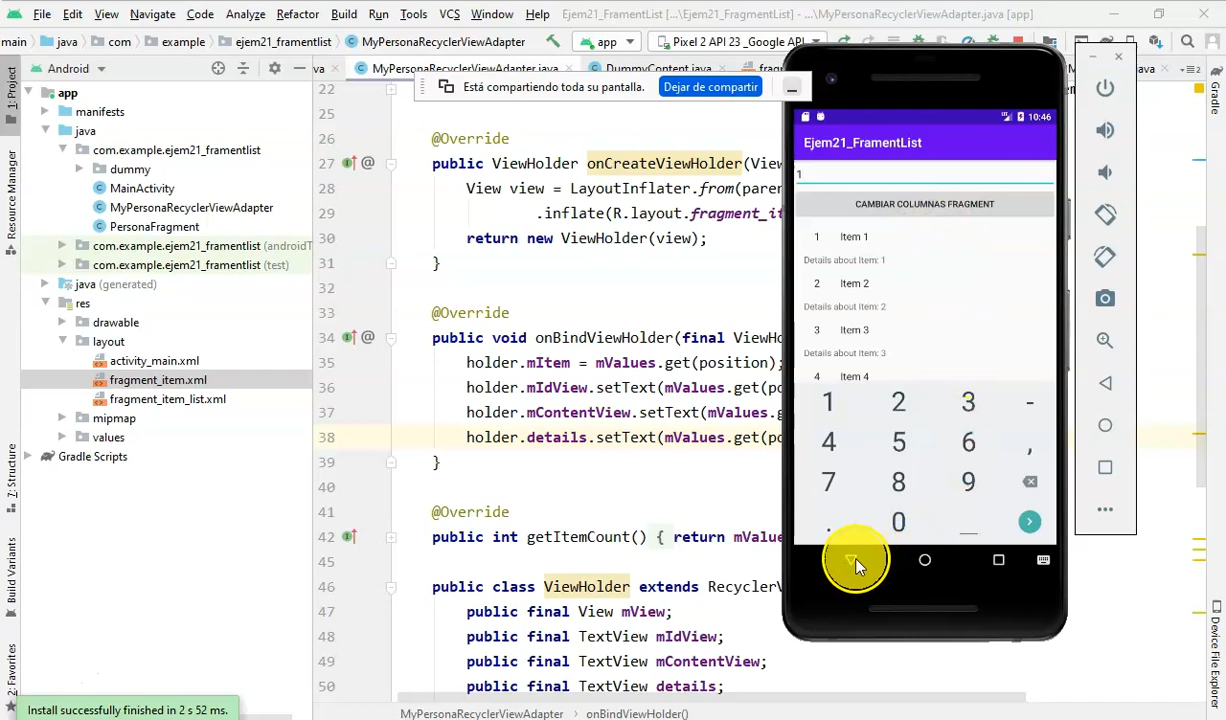 File Edit View Navigate Code Analyze Refactor Build Run Tools VCS Window Help Ejem21_FramentList [...\Ejem21_FragmentList] - ...\MyPersonaRecyclerViewAdapter.java [app]
main java com example ejem21_framentlist MyPersonaRecyclerViewAdapter app Pixel 2 API 23 _Google API
Android
MyPersonaRecyclerViewAdapter.java DummyContent.java
Está compartiendo toda su pantalla. Dejar de compartir
1: Project
Resource Manager
7: Structure
Build Variants
2: Favorites
app
manifests
java
com.example.ejem21_framentlist
dummy
MainActivity
MyPersonaRecyclerViewAdapter
PersonaFragment
com.example.ejem21_framentlist (androidT
com.example.ejem21_framentlist (test)
java (generated)
res
drawable
layout
activity_main.xml
fragment_item.xml
fragment_item_list.xml
mipmap
values
Gradle Scripts
22
25
26 @Override
27 public ViewHolder onCreateViewHolder(View
28 View view = LayoutInflater.from(paren
29 .inflate(R.layout.fragment_it
30 return new ViewHolder(view);
31 }
32
33 @Override
34 public void onBindViewHolder(final ViewH
35 holder.mItem = mValues.get(position);
36 holder.mIdView.setText(mValues.get(po
37 holder.mContentView.setText(mValues.g
38 holder.details.setText(mValues.get(po
39 }
40
41 @Override
42 public int getItemCount() { return mValue
45
46 public class ViewHolder extends Recycler
47 public final View mView;
48 public final TextView mIdView;
49 public final TextView mContentView;
50 public final TextView details;
MyPersonaRecyclerViewAdapter onBindViewHolder()
Install successfully finished in 2 s 52 ms.
10:46
Ejem21_FramentList
1
CAMBIAR COLUMNAS FRAGMENT
1 Item 1
Details about Item: 1
2 Item 2
Details about Item: 2
3 Item 3
Details about Item: 3
4 Item 4
1 2 3 -
4 5 6 ,
7 8 9
. 0 _
Gradle
Device File Explorer